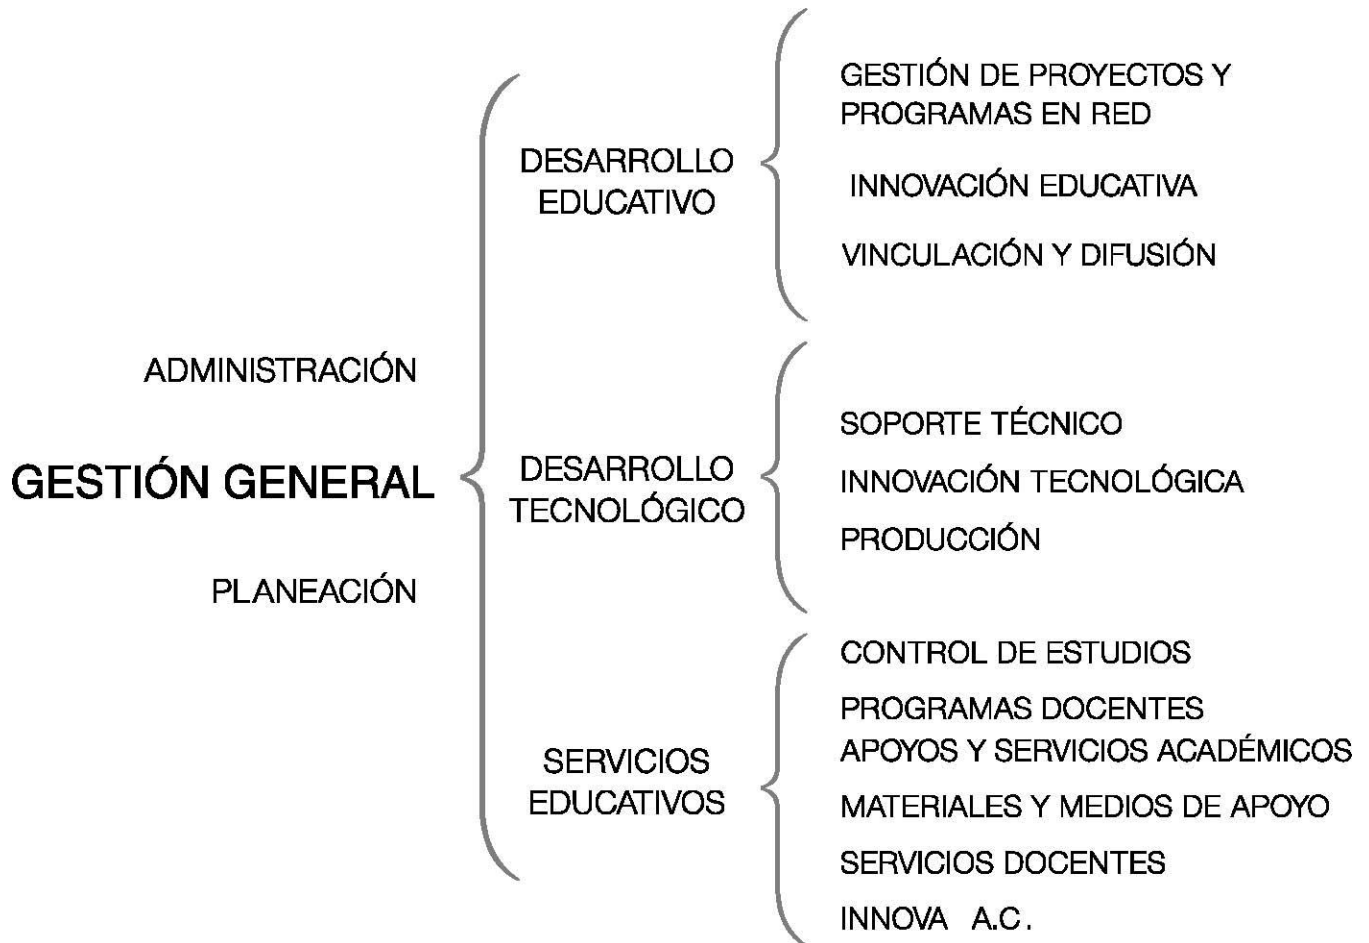 ADMINISTRACIÓN
GESTIÓN GENERAL
PLANEACIÓN
DESARROLLO
EDUCATIVO
GESTIÓN DE PROYECTOS Y
PROGRAMAS EN RED
INNOVACIÓN EDUCATIVA
VINCULACIÓN Y DIFUSIÓN
DESARROLLO
TECNOLÓGICO
SOPORTE TÉCNICO
INNOVACIÓN TECNOLÓGICA
PRODUCCIÓN
SERVICIOS
EDUCATIVOS
CONTROL DE ESTUDIOS
PROGRAMAS DOCENTES
APOYOS Y SERVICIOS ACADÉMICOS
MATERIALES Y MEDIOS DE APOYO
SERVICIOS DOCENTES
INNOVA A.C.